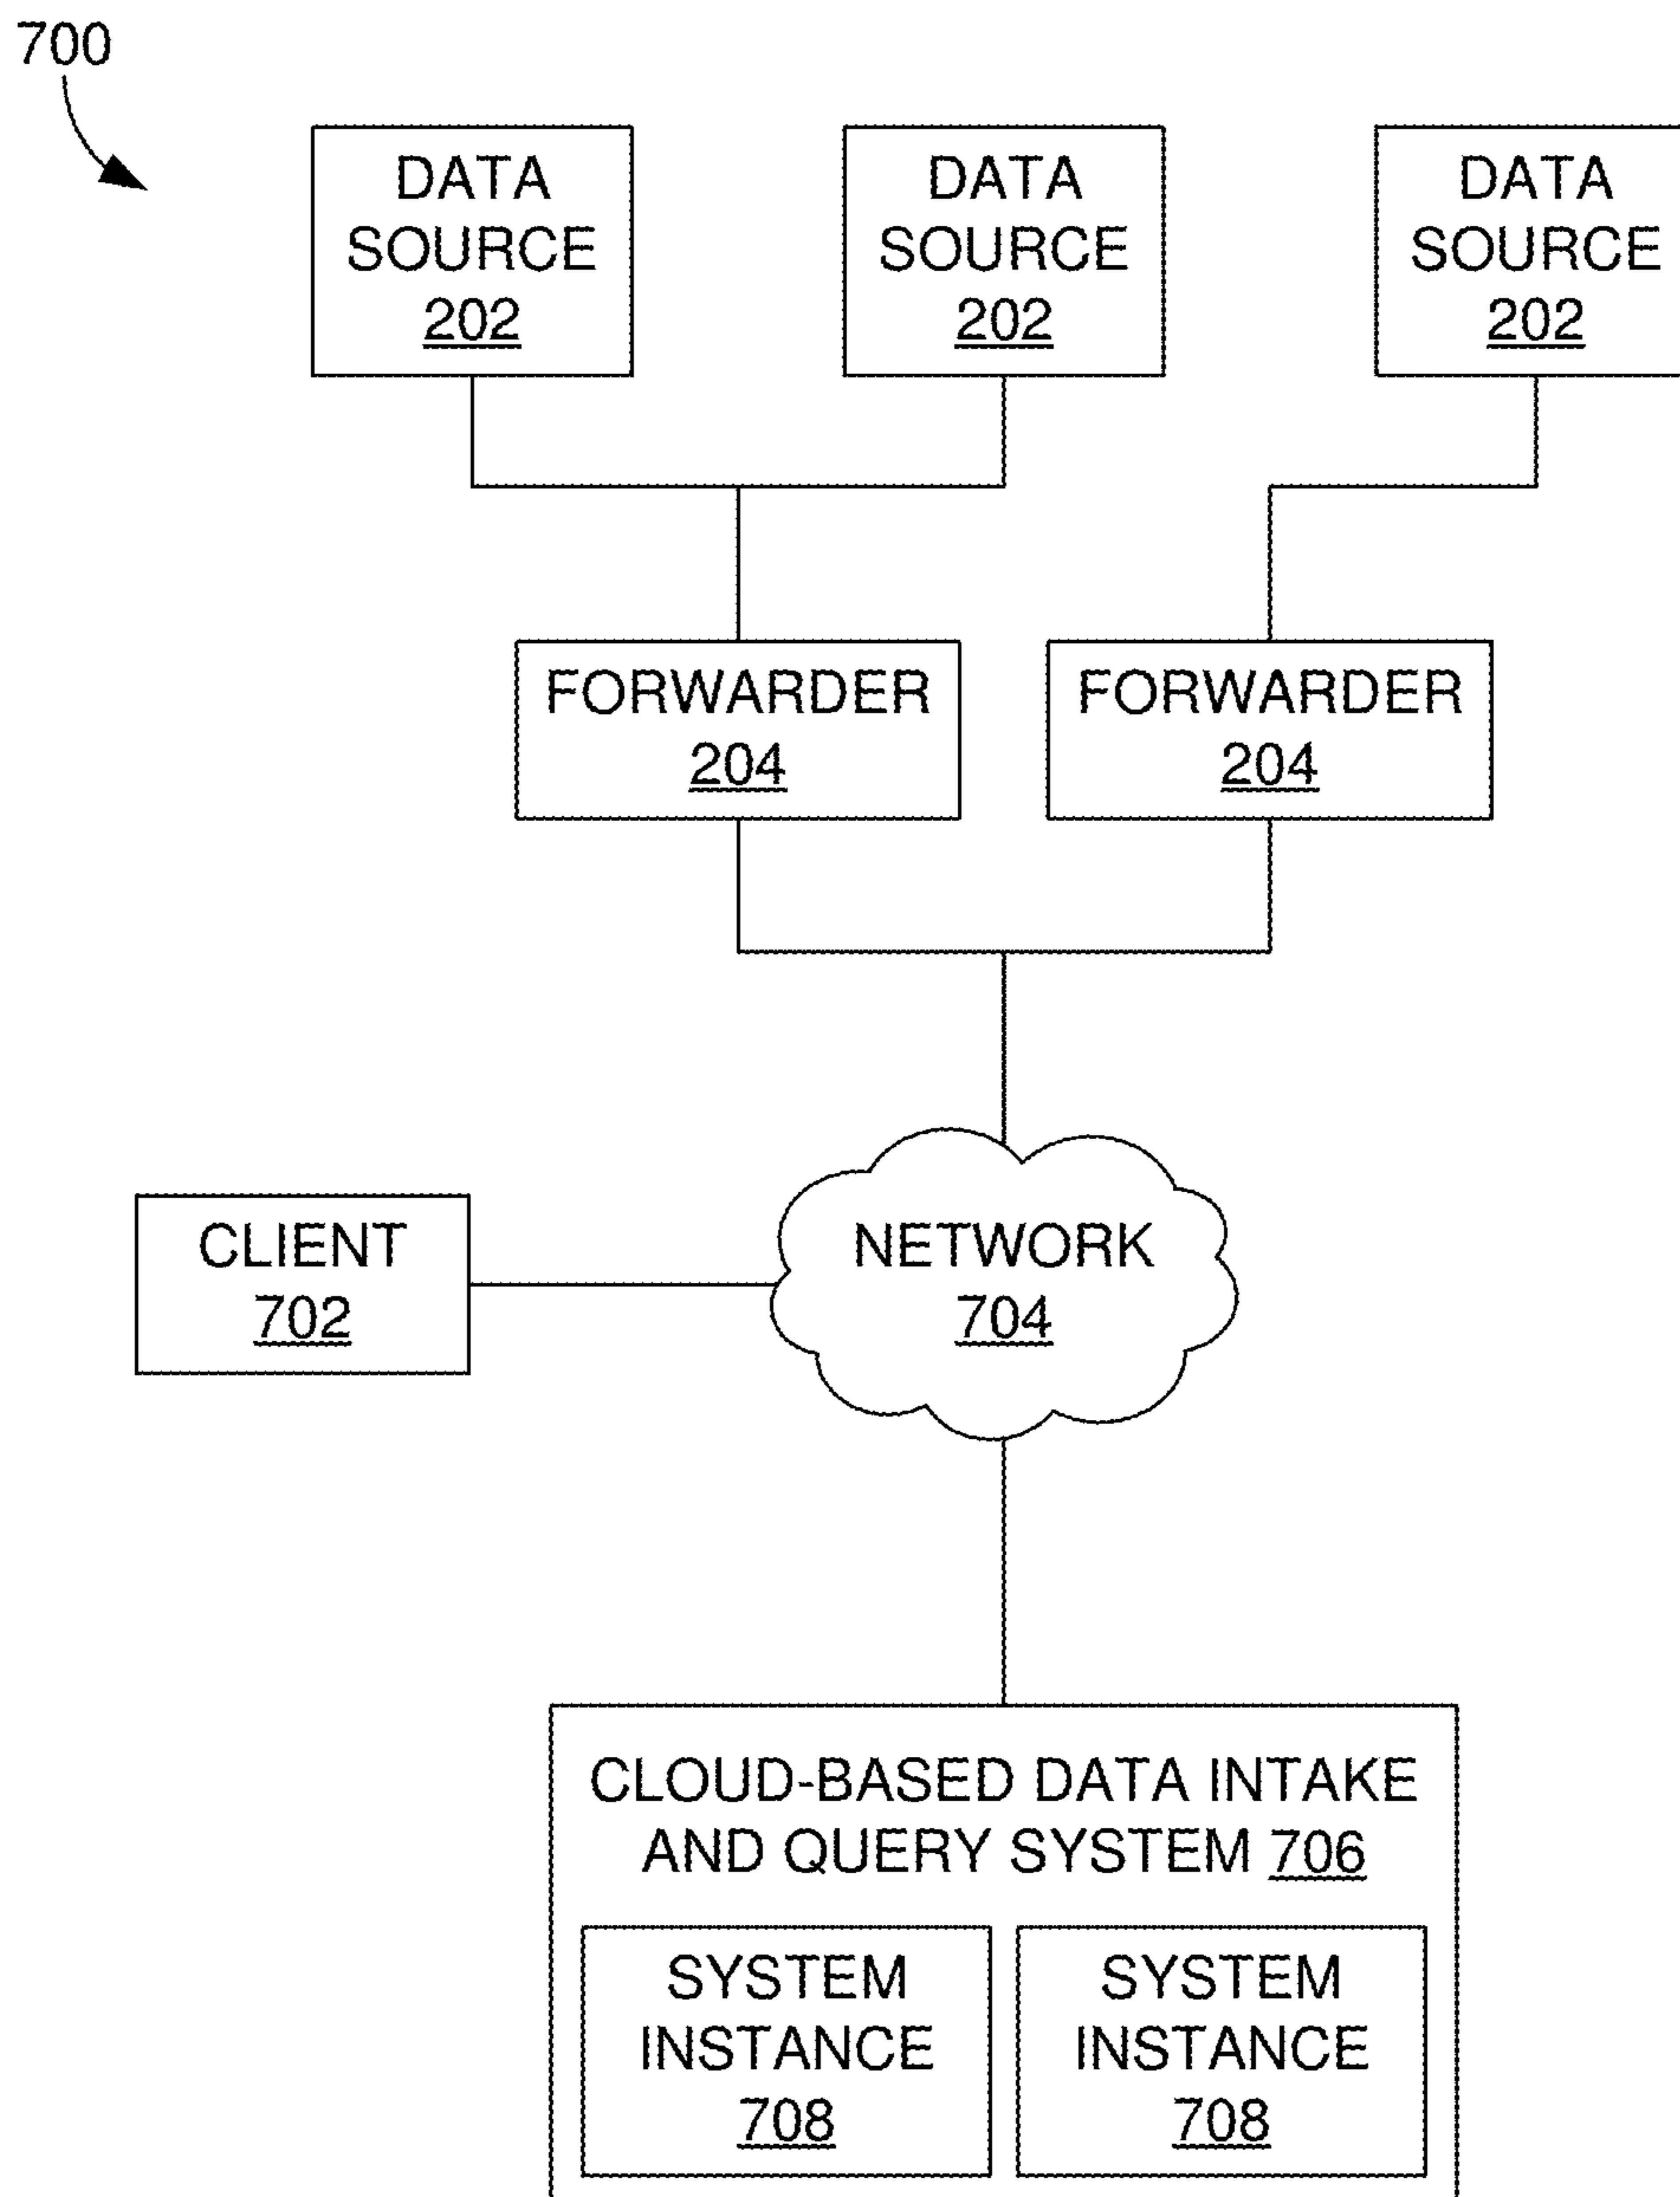 700
DATA
SOURCE
202
DATA
SOURCE
202
DATA
SOURCE
202
FORWARDER
204
FORWARDER
204
CLIENT
702
NETWORK
704
CLOUD-BASED DATA INTAKE
AND QUERY SYSTEM 706
SYSTEM
INSTANCE
708
SYSTEM
INSTANCE
708